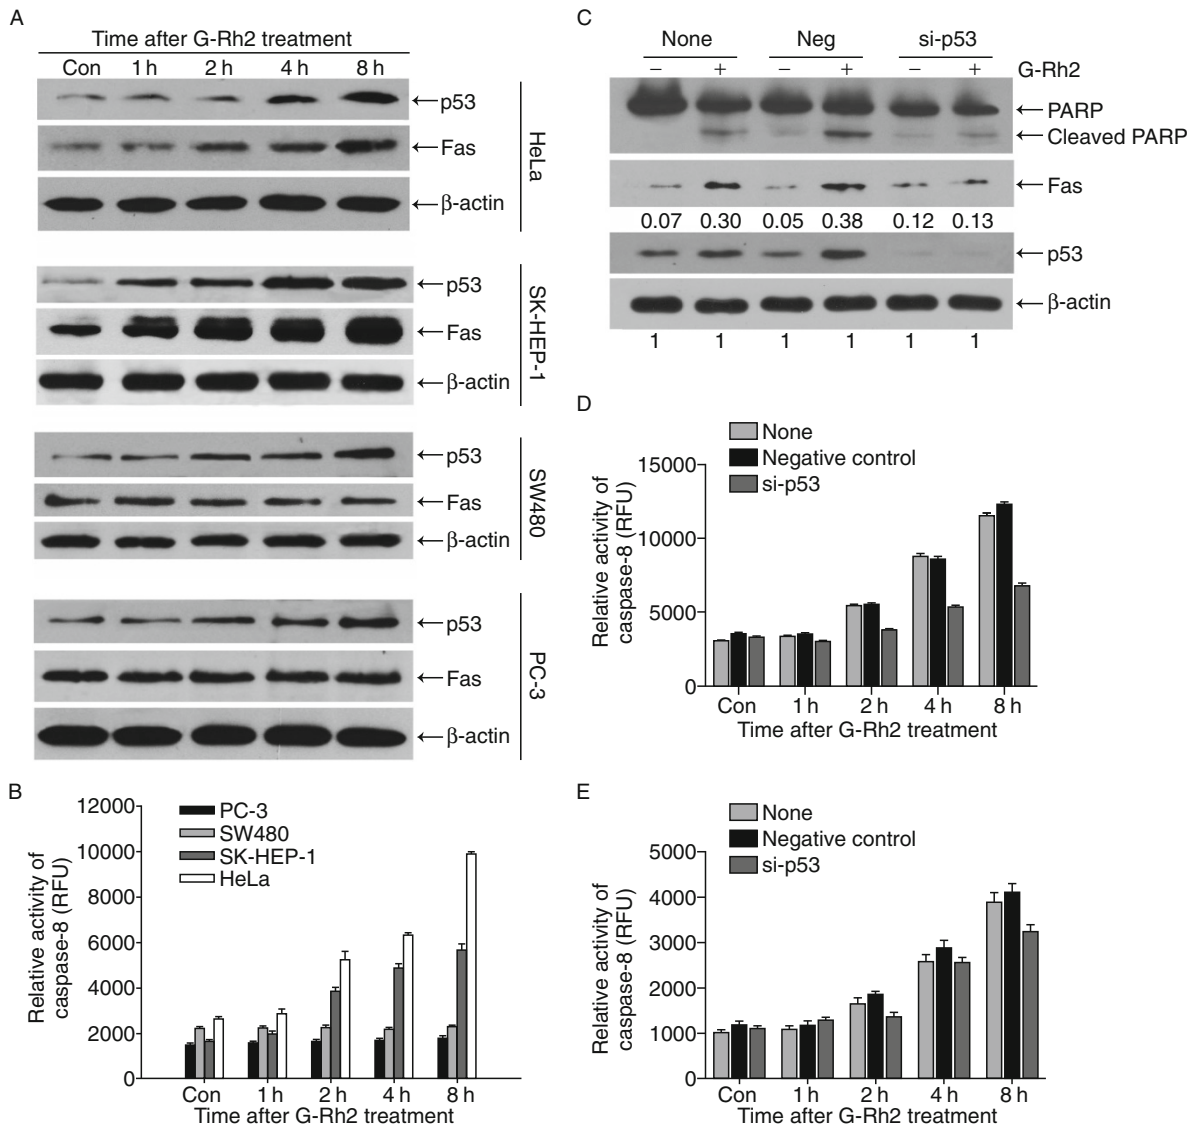 A
Time after G-Rh2 treatment
Con 1 h 2 h 4 h 8 h
p53
Fas
β-actin
HeLa
p53
Fas
β-actin
SK-HEP-1
p53
Fas
β-actin
SW480
p53
Fas
β-actin
PC-3
B
Relative activity of
caspase-8 (RFU)
12000
10000
8000
6000
4000
2000
0
PC-3
SW480
SK-HEP-1
HeLa
Con 1 h 2 h 4 h 8 h
Time after G-Rh2 treatment
C
None Neg si-p53
− + − + − + G-Rh2
PARP
Cleaved PARP
Fas
0.07 0.30 0.05 0.38 0.12 0.13
p53
β-actin
1 1 1 1 1 1
D
None
Negative control
si-p53
Relative activity of
caspase-8 (RFU)
15000
10000
5000
0
Con 1 h 2 h 4 h 8 h
Time after G-Rh2 treatment
E
None
Negative control
si-p53
Relative activity of
caspase-8 (RFU)
5000
4000
3000
2000
1000
0
Con 1 h 2 h 4 h 8 h
Time after G-Rh2 treatment